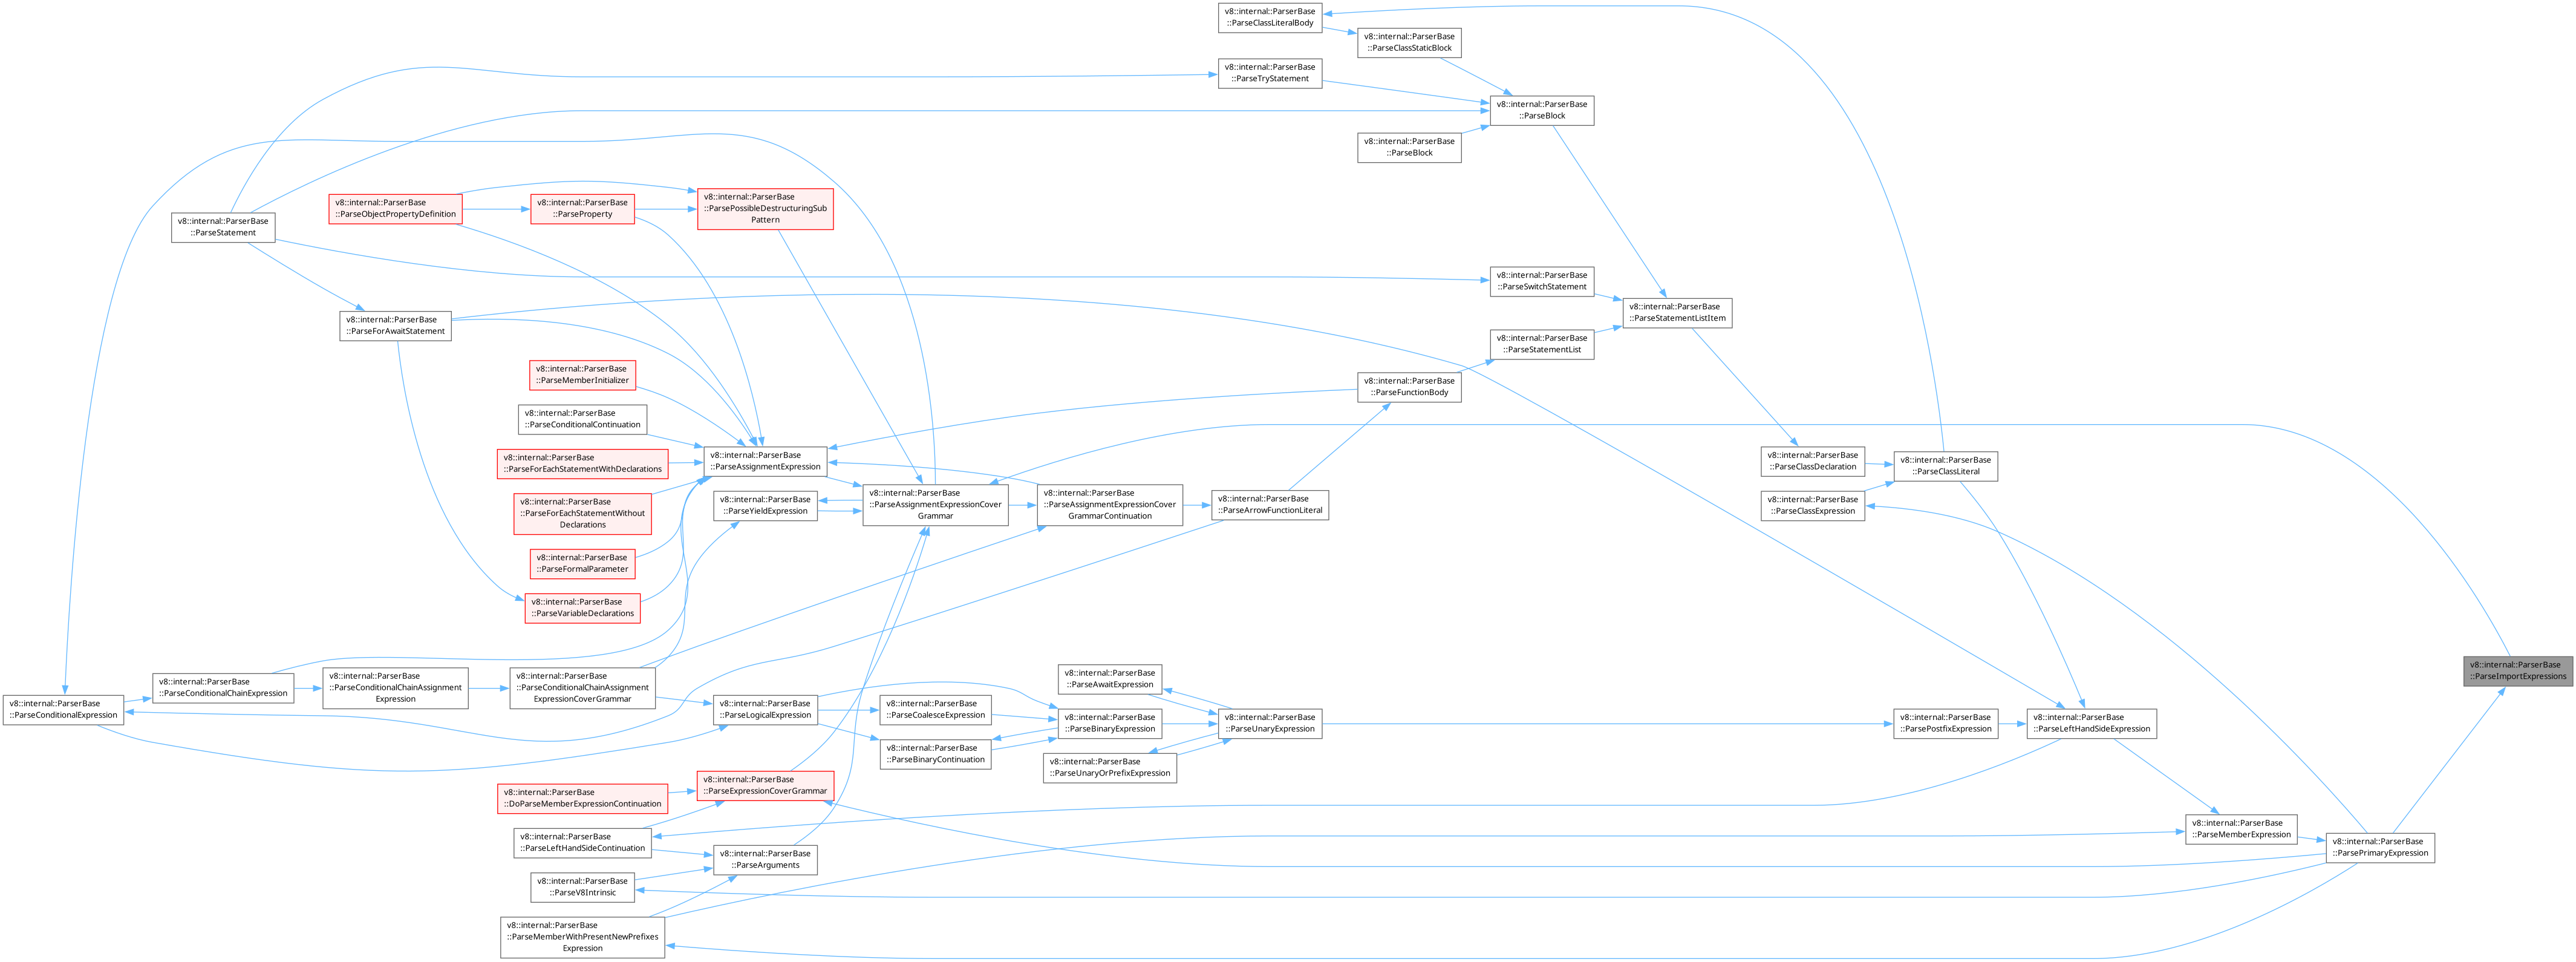 v8::internal::ParserBase
::ParseClassLiteralBody
v8::internal::ParserBase
::ParseClassStaticBlock
v8::internal::ParserBase
::ParseTryStatement
v8::internal::ParserBase
::ParseBlock
v8::internal::ParserBase
::ParseBlock
v8::internal::ParserBase
::ParseObjectPropertyDefinition
v8::internal::ParserBase
::ParseProperty
v8::internal::ParserBase
::ParsePossibleDestructuringSub
Pattern
v8::internal::ParserBase
::ParseStatement
v8::internal::ParserBase
::ParseSwitchStatement
v8::internal::ParserBase
::ParseStatementListItem
v8::internal::ParserBase
::ParseForAwaitStatement
v8::internal::ParserBase
::ParseStatementList
v8::internal::ParserBase
::ParseMemberInitializer
v8::internal::ParserBase
::ParseFunctionBody
v8::internal::ParserBase
::ParseConditionalContinuation
v8::internal::ParserBase
::ParseForEachStatementWithDeclarations
v8::internal::ParserBase
::ParseAssignmentExpression
v8::internal::ParserBase
::ParseClassDeclaration
v8::internal::ParserBase
::ParseClassLiteral
v8::internal::ParserBase
::ParseForEachStatementWithout
Declarations
v8::internal::ParserBase
::ParseYieldExpression
v8::internal::ParserBase
::ParseAssignmentExpressionCover
Grammar
v8::internal::ParserBase
::ParseAssignmentExpressionCover
GrammarContinuation
v8::internal::ParserBase
::ParseArrowFunctionLiteral
v8::internal::ParserBase
::ParseClassExpression
v8::internal::ParserBase
::ParseFormalParameter
v8::internal::ParserBase
::ParseVariableDeclarations
v8::internal::ParserBase
::ParseConditionalExpression
v8::internal::ParserBase
::ParseConditionalChainExpression
v8::internal::ParserBase
::ParseConditionalChainAssignment
Expression
v8::internal::ParserBase
::ParseConditionalChainAssignment
ExpressionCoverGrammar
v8::internal::ParserBase
::ParseAwaitExpression
v8::internal::ParserBase
::ParseImportExpressions
v8::internal::ParserBase
::ParseLogicalExpression
v8::internal::ParserBase
::ParseCoalesceExpression
v8::internal::ParserBase
::ParseBinaryExpression
v8::internal::ParserBase
::ParseUnaryExpression
v8::internal::ParserBase
::ParsePostfixExpression
v8::internal::ParserBase
::ParseLeftHandSideExpression
v8::internal::ParserBase
::ParseBinaryContinuation
v8::internal::ParserBase
::ParseUnaryOrPrefixExpression
v8::internal::ParserBase
::DoParseMemberExpressionContinuation
v8::internal::ParserBase
::ParseExpressionCoverGrammar
v8::internal::ParserBase
::ParseLeftHandSideContinuation
v8::internal::ParserBase
::ParseMemberExpression
v8::internal::ParserBase
::ParsePrimaryExpression
v8::internal::ParserBase
::ParseArguments
v8::internal::ParserBase
::ParseV8Intrinsic
v8::internal::ParserBase
::ParseMemberWithPresentNewPrefixes
Expression